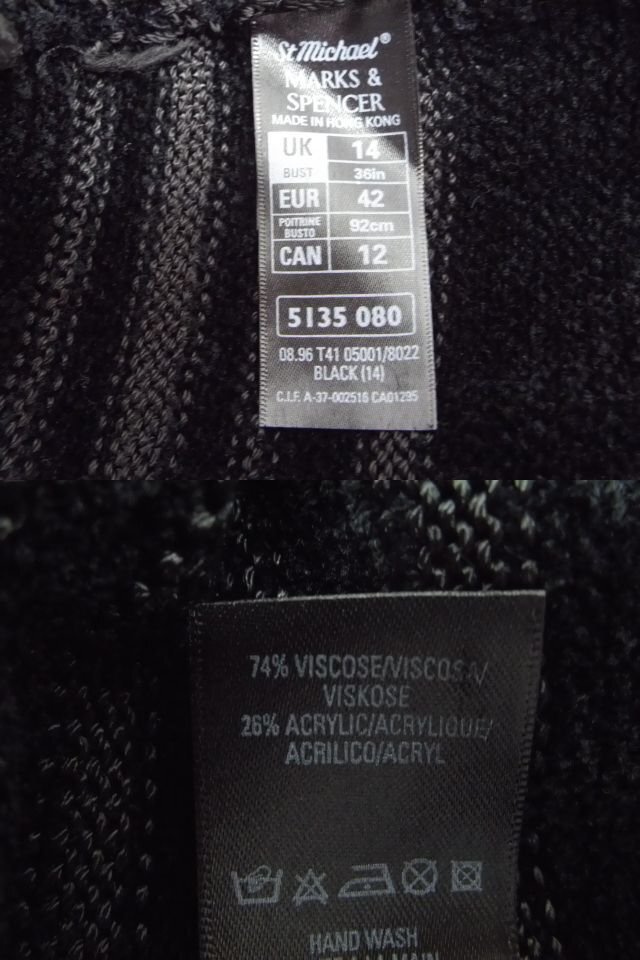 St Michael®
MARKS &
SPENCER
MADE IN HONG KONG
UK 14
BUST 36in
EUR 42
POITRINE
BUSTO 92cm
CAN 12
5135 080
08.96 T41 05001/8022
BLACK (14)
C.I.F. A-37-002516 CA01295
74% VISCOSE/VISCOSA/
VISKOSE
26% ACRYLIC/ACRYLIQUE/
ACRILICO/ACRYL
HAND WASH